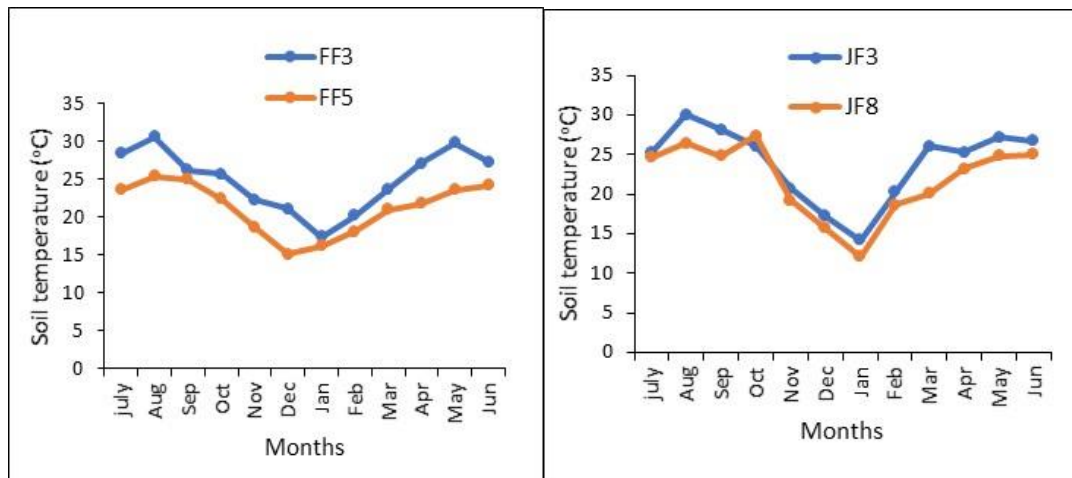 FF3
FF5
35
30
25
20
15
10
5
0
Soil temperature (°C)
july
Aug
Sep
Oct
Nov
Dec
Jan
Feb
Mar
Apr
May
Jun
Months
JF3
JF8
35
30
25
20
15
10
5
0
Soil temperature (°C)
july
Aug
Sep
Oct
Nov
Dec
Jan
Feb
Mar
Apr
May
Jun
Months